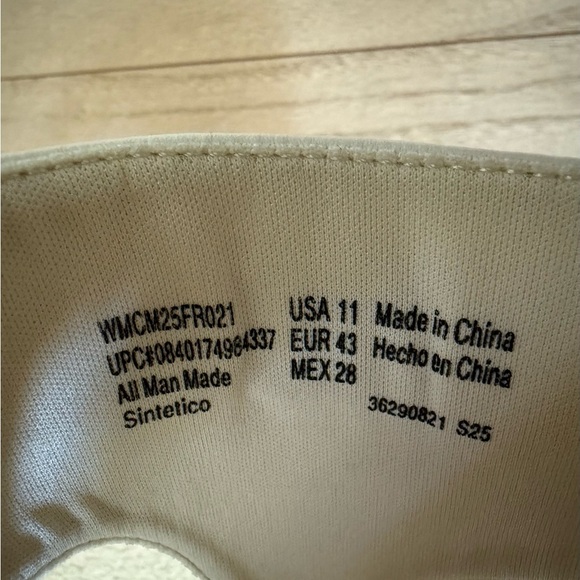 WMCM25FR021
UPC#0840174964337
All Man Made
Sintetico
USA 11
EUR 43
MEX 28
Made in China
Hecho en China
36290821 S25